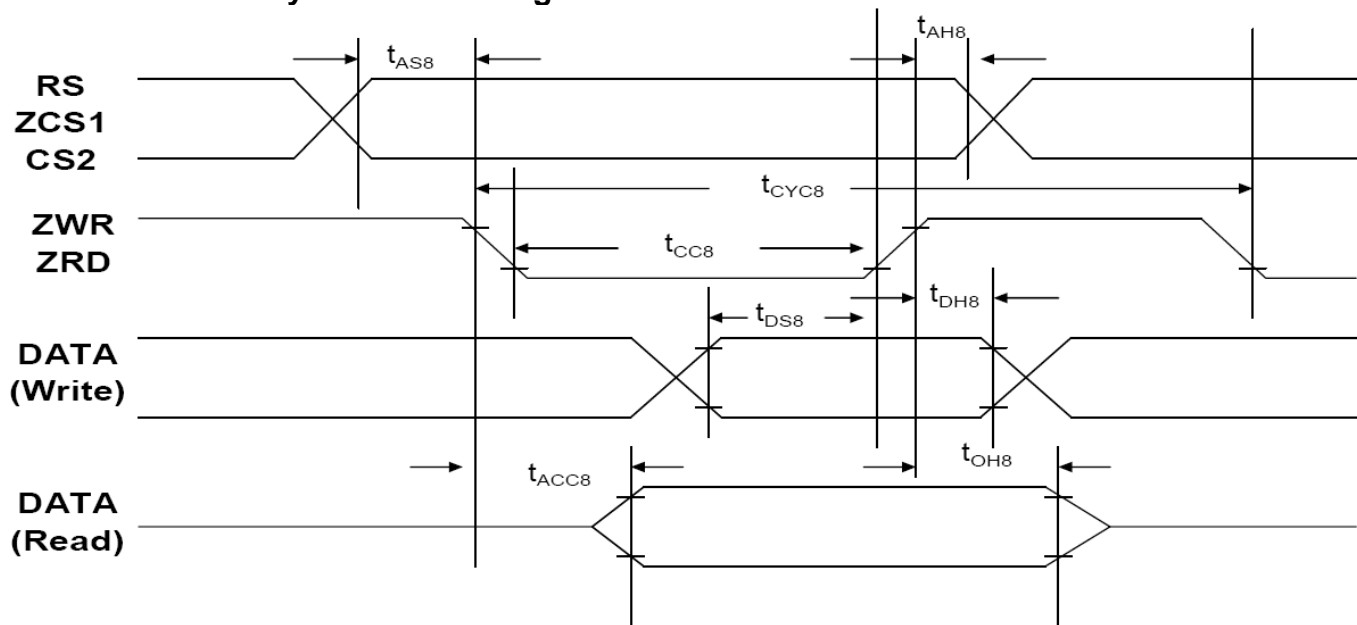 tAS8
tAH8
RS
ZCS1
CS2
tCYC8
ZWR
ZRD
tCC8
tDS8
tDH8
DATA
(Write)
tACC8
tOH8
DATA
(Read)